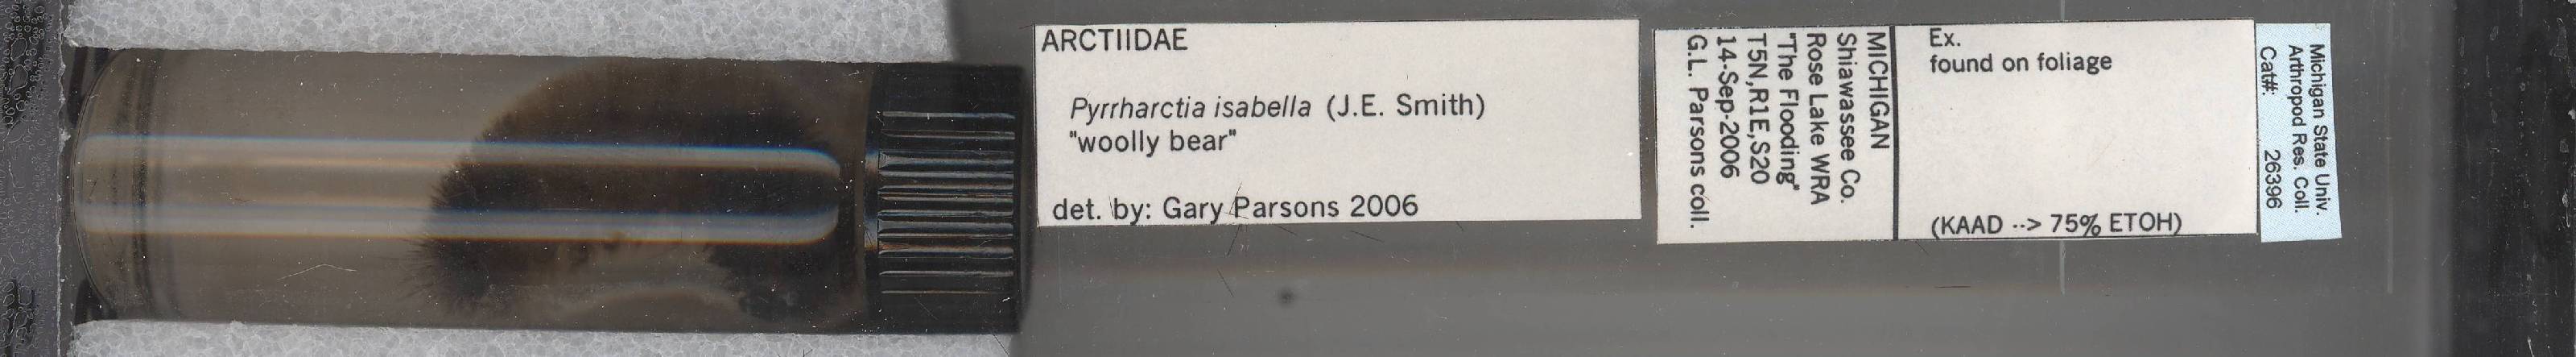 ARCTIIDAE
Pyrrharctia isabella (J.E. Smith)
"woolly bear"
det. by: Gary Parsons 2006
MICHIGAN
Shiawassee Co.
Rose Lake WRA
"The Flooding"
T5N,R1E,S20
14-Sep-2006
G.L. Parsons coll.
Ex.
found on foliage
(KAAD --> 75% ETOH)
Michigan State Univ.
Arthropod Res. Coll.
Cat#: 26396